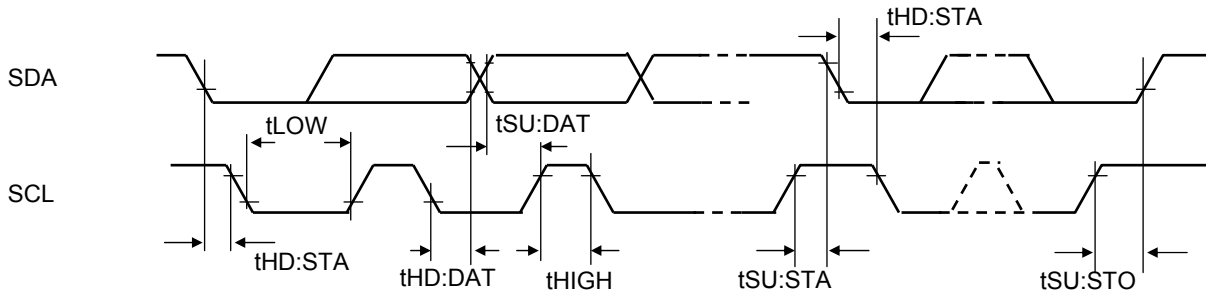 tHD:STA
SDA
tLOW
tSU:DAT
SCL
tHD:STA
tHD:DAT
tHIGH
tSU:STA
tSU:STO